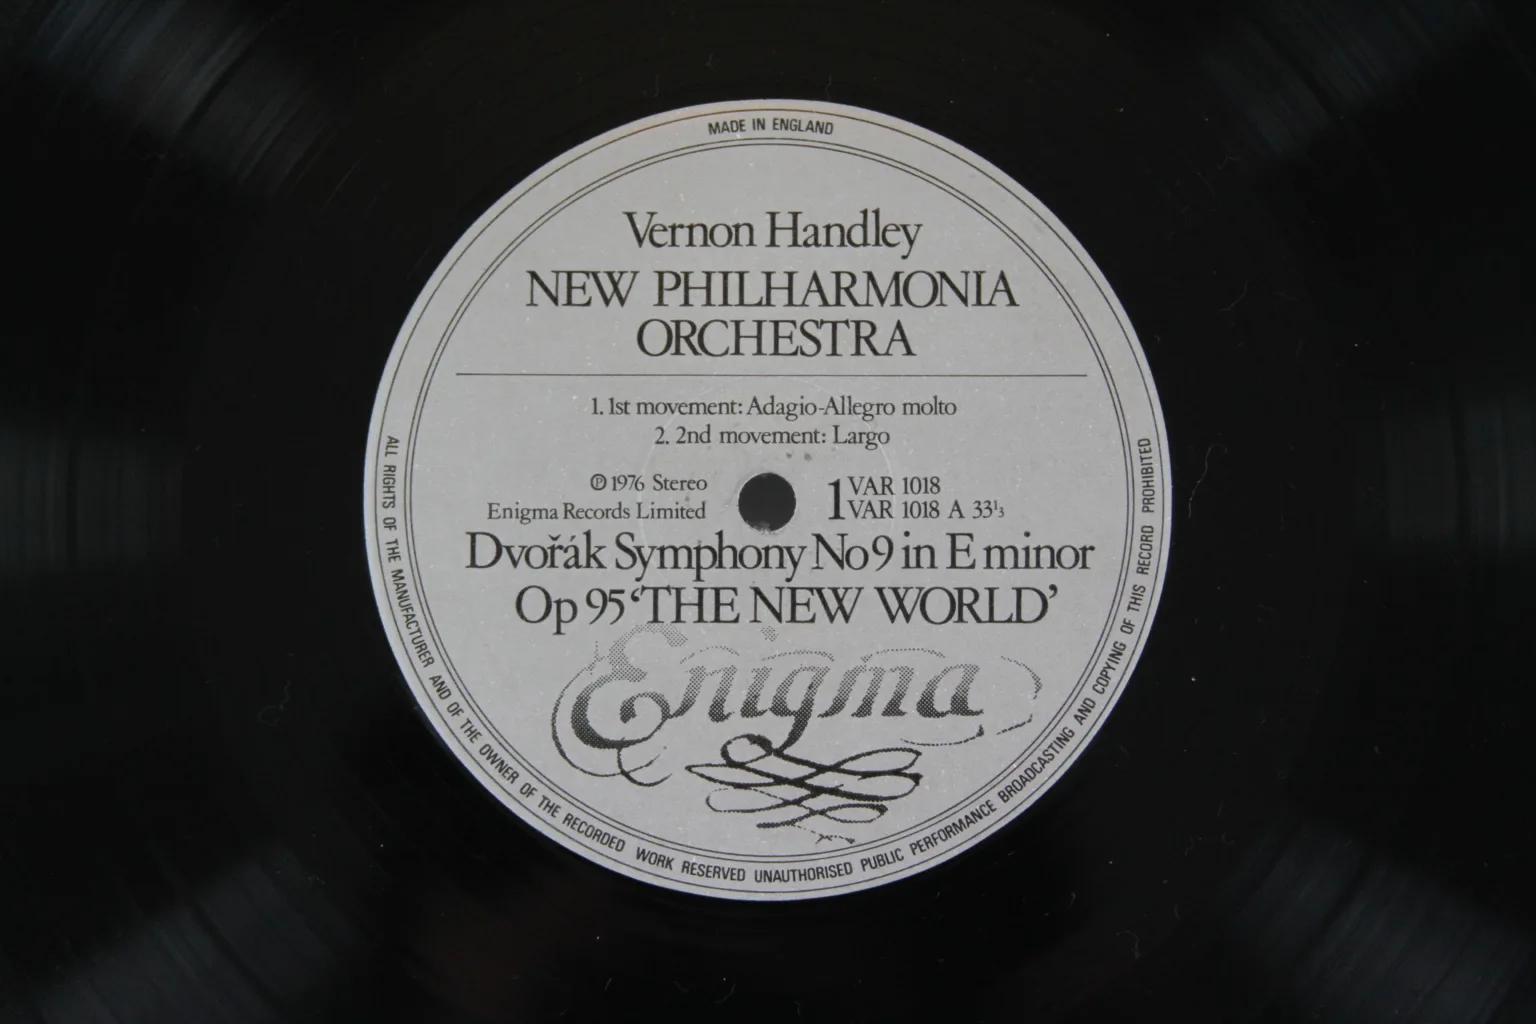 MADE IN ENGLAND
Vernon Handley
NEW PHILHARMONIA
ORCHESTRA
1. 1st movement: Adagio-Allegro molto
2. 2nd movement: Largo
℗ 1976 Stereo
Enigma Records Limited
1 VAR 1018
VAR 1018 A 33⅓
Dvořák Symphony No 9 in E minor
Op 95 ‘THE NEW WORLD’
Enigma
ALL RIGHTS OF THE MANUFACTURER AND OF THE OWNER OF THE RECORDED WORK RESERVED UNAUTHORISED PUBLIC PERFORMANCE BROADCASTING AND COPYING OF THIS RECORD PROHIBITED